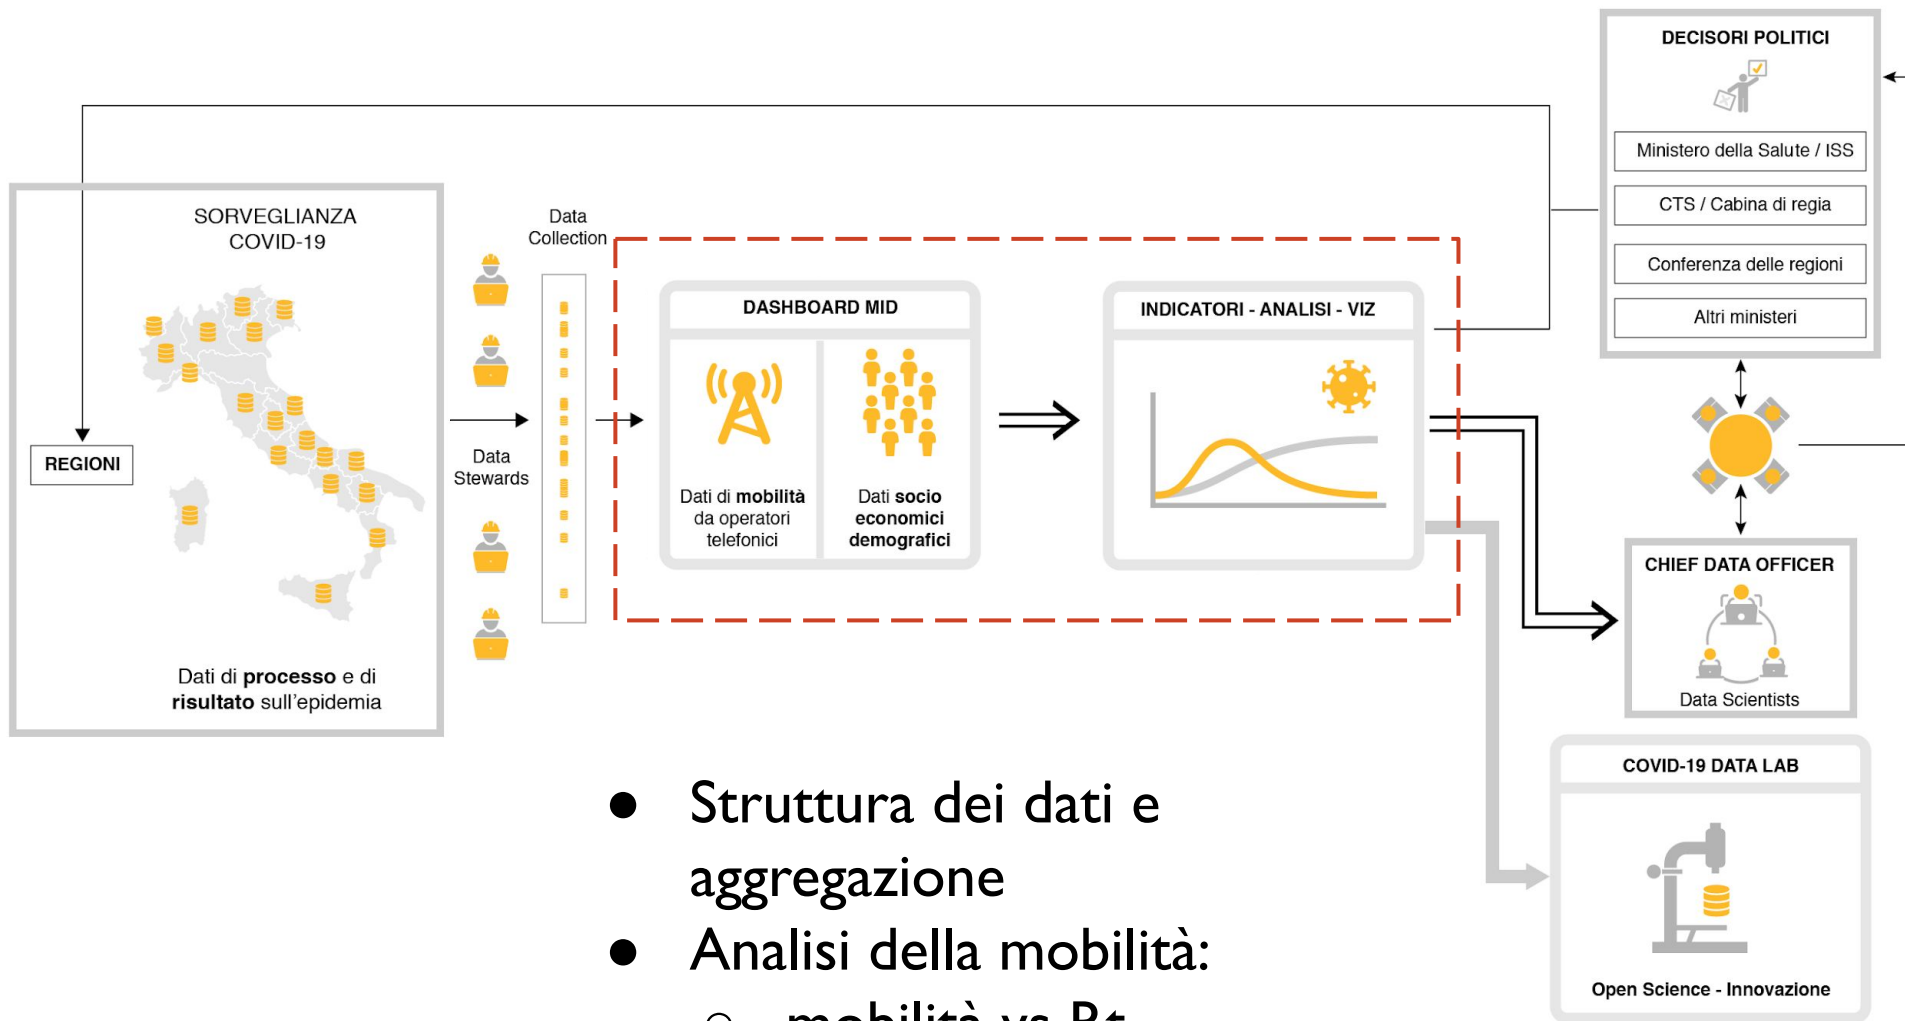 SORVEGLIANZA
COVID-19
REGIONI
Dati di processo e di
risultato sull'epidemia
Data
Stewards
Data
Collection
DASHBOARD MID
Dati di mobilità
da operatori
telefonici
Dati socio
economici
demografici
INDICATORI - ANALISI - VIZ
DECISORI POLITICI
Ministero della Salute / ISS
CTS / Cabina di regia
Conferenza delle regioni
Altri ministeri
CHIEF DATA OFFICER
Data Scientists
COVID-19 DATA LAB
Open Science - Innovazione
● Struttura dei dati e
aggregazione
● Analisi della mobilità:
○ mobilità vs Rt